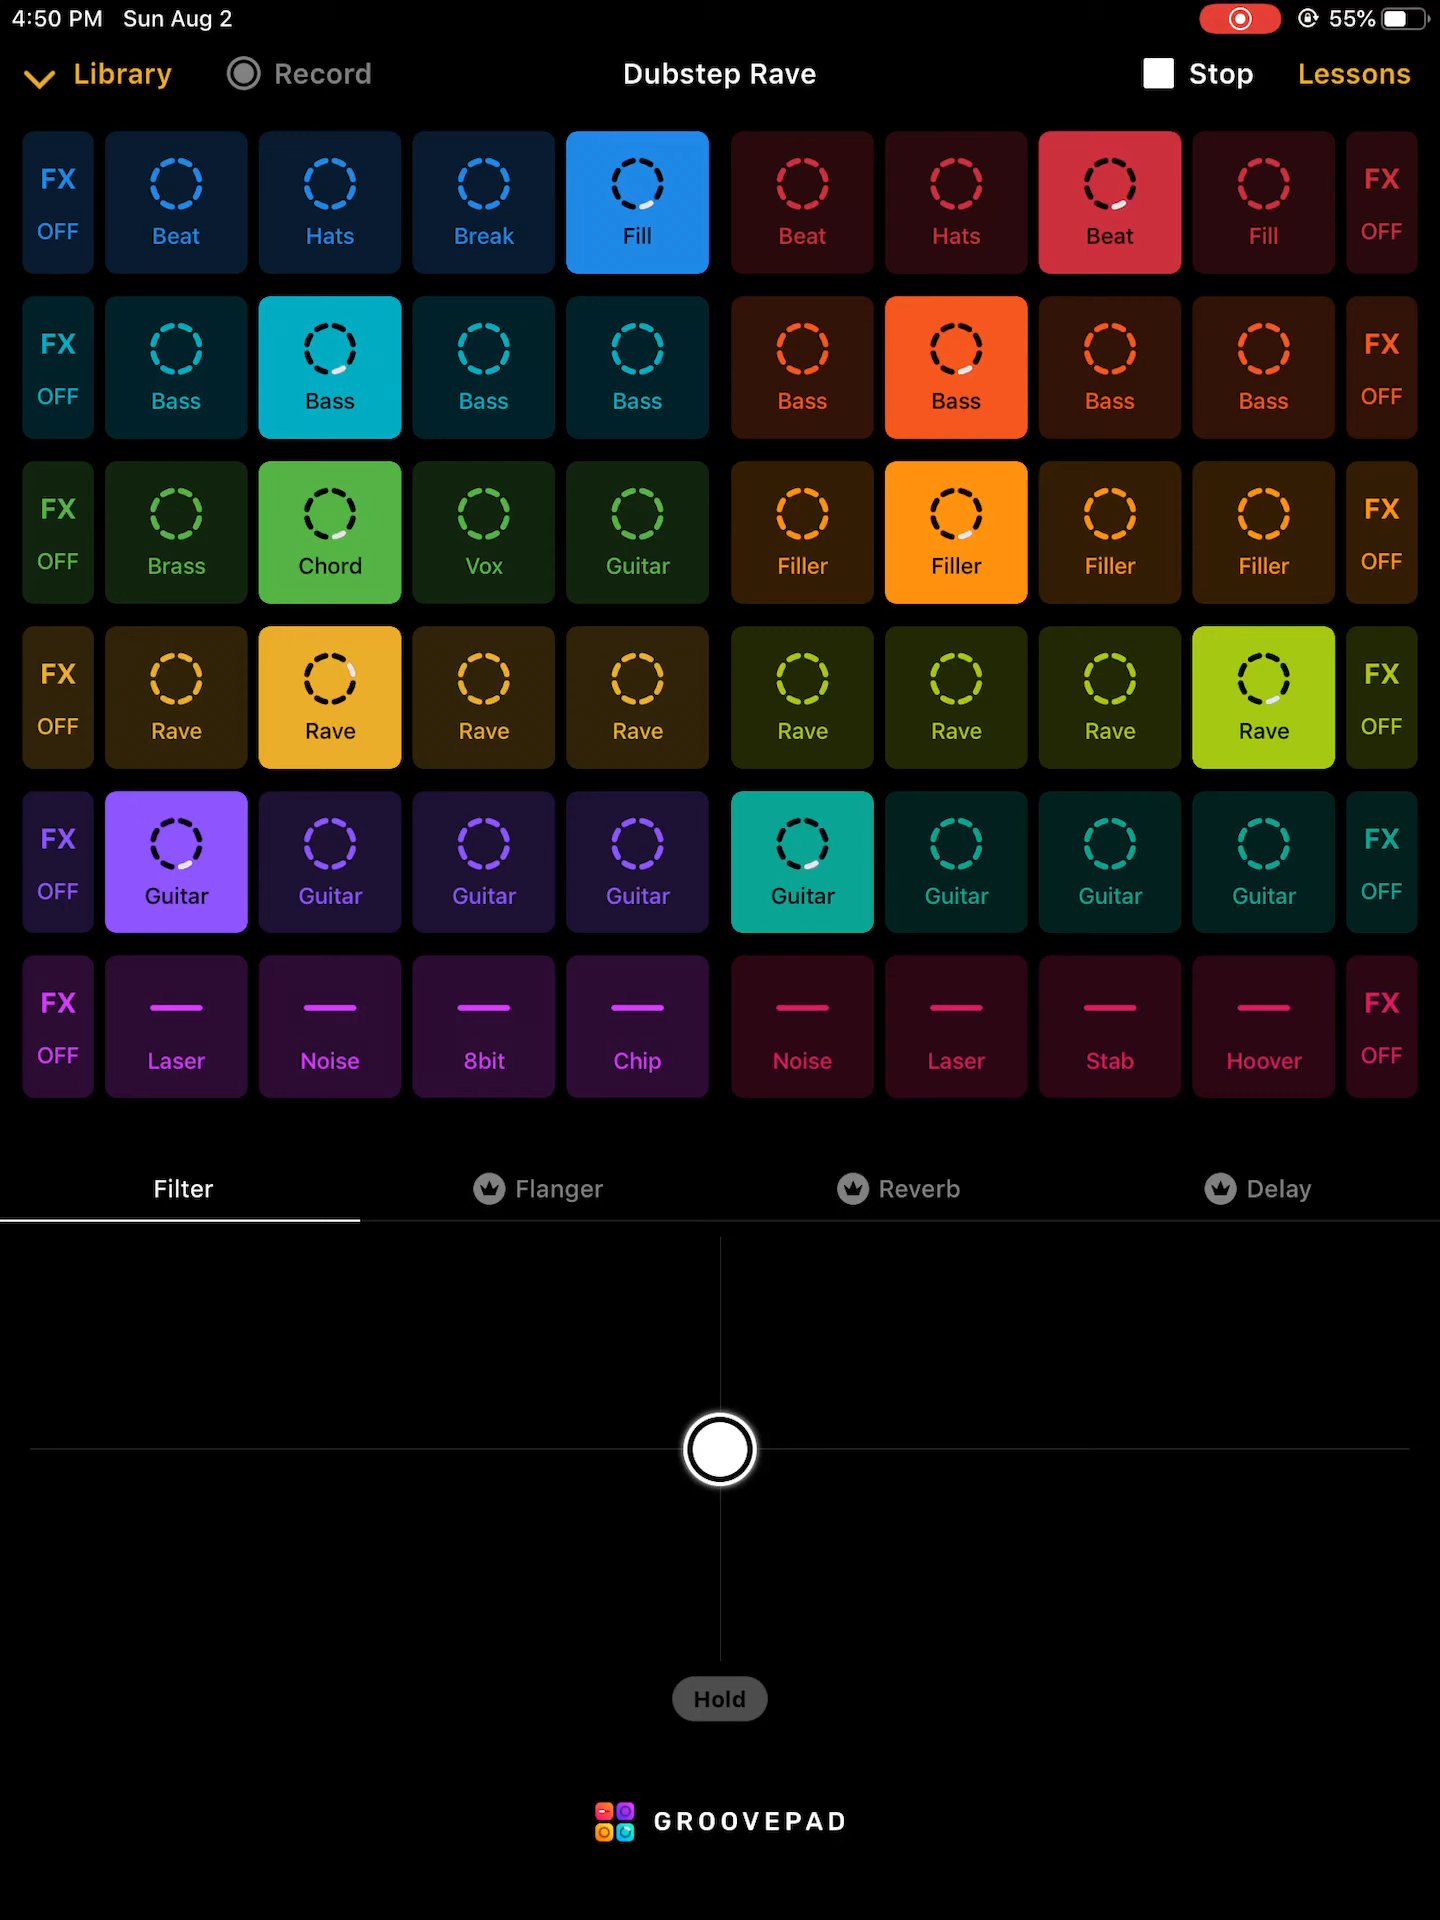 4:50 PM Sun Aug 2 55%
Library Record Dubstep Rave Stop Lessons
FX Beat Hats Break Fill Beat Hats Beat Fill FX
OFF OFF
FX Bass Bass Bass Bass Bass Bass Bass Bass FX
OFF OFF
FX Brass Chord Vox Guitar Filler Filler Filler Filler FX
OFF OFF
FX Rave Rave Rave Rave Rave Rave Rave Rave FX
OFF OFF
FX Guitar Guitar Guitar Guitar Guitar Guitar Guitar Guitar FX
OFF OFF
FX Laser Noise 8bit Chip Noise Laser Stab Hoover FX
OFF OFF
Filter Flanger Reverb Delay
Hold
GROOVEPAD